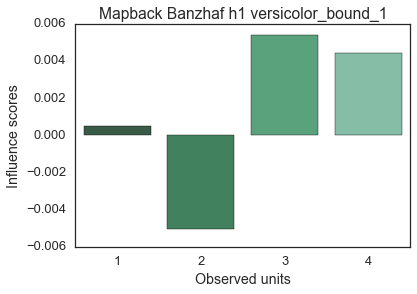 Mapback Banzhaf h1 versicolor_bound_1
0.006
0.004
0.002
0.000
−0.002
−0.004
−0.006
Influence scores
1 2 3 4
Observed units